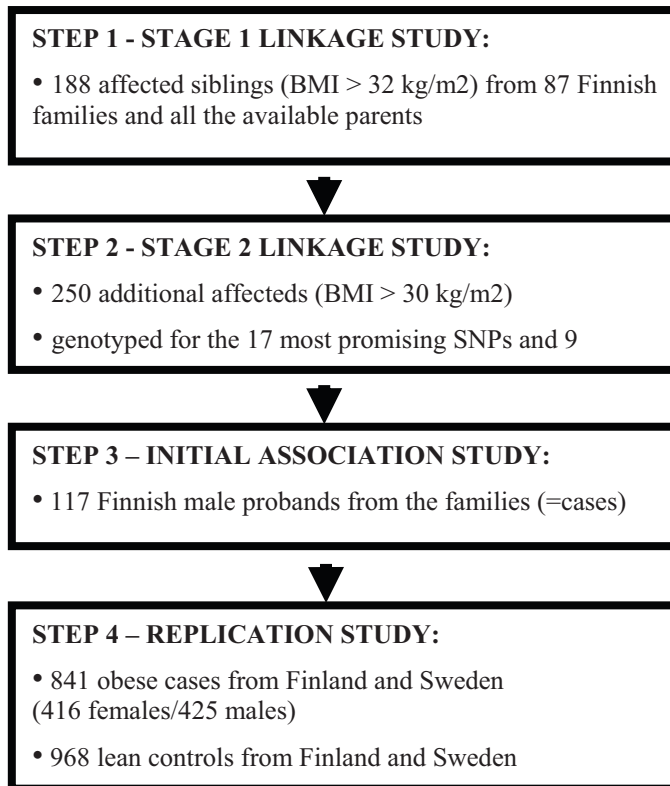 STEP 1 - STAGE 1 LINKAGE STUDY:
• 188 affected siblings (BMI > 32 kg/m2) from 87 Finnish
families and all the available parents
STEP 2 - STAGE 2 LINKAGE STUDY:
• 250 additional affecteds (BMI > 30 kg/m2)
• genotyped for the 17 most promising SNPs and 9
STEP 3 – INITIAL ASSOCIATION STUDY:
• 117 Finnish male probands from the families (=cases)
STEP 4 – REPLICATION STUDY:
• 841 obese cases from Finland and Sweden
(416 females/425 males)
• 968 lean controls from Finland and Sweden